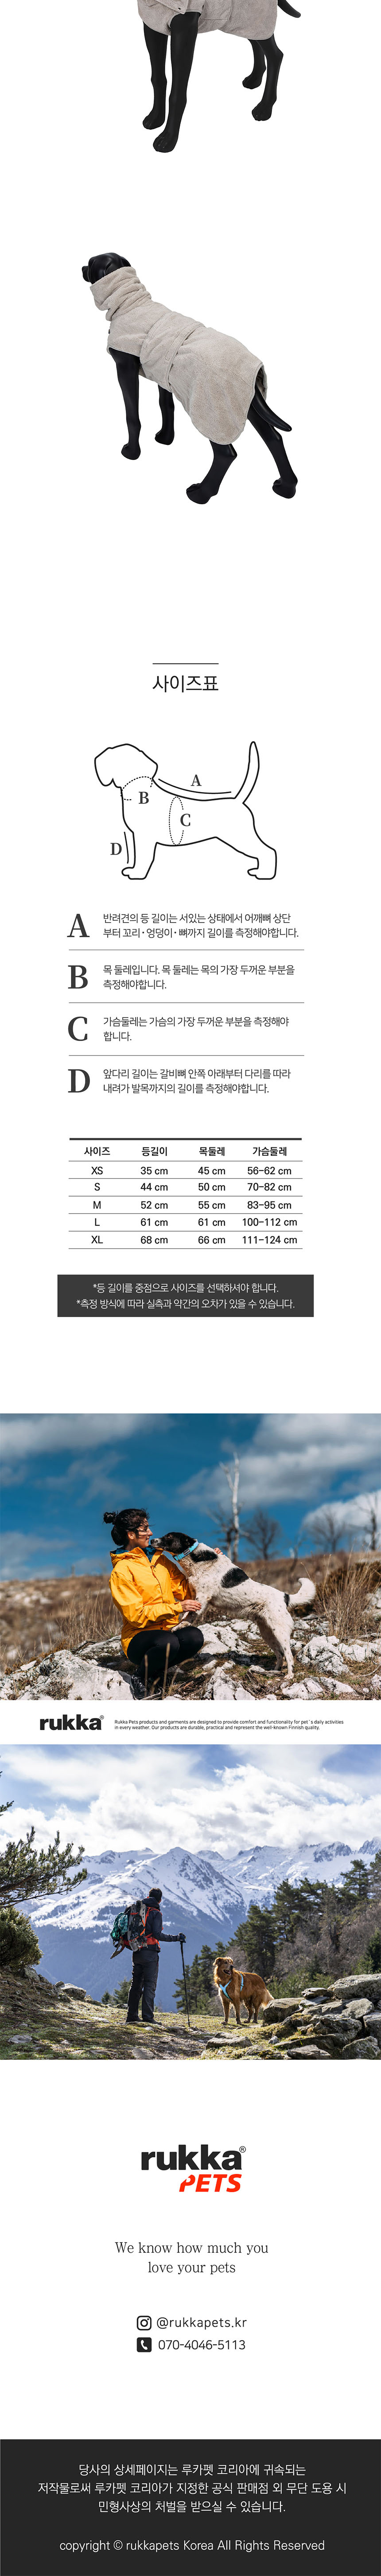 사이즈표
A
B
C
D
A
반려견의 등 길이는 서있는 상태에서 어깨뼈 상단
부터 꼬리·엉덩이·뼈까지 길이를 측정해야합니다.
B
목 둘레입니다. 목 둘레는 목의 가장 두꺼운 부분을
측정해야합니다.
C
가슴둘레는 가슴의 가장 두꺼운 부분을 측정해야
합니다.
D
앞다리 길이는 갈비뼈 안쪽 아래부터 다리를 따라
내려가 발목까지의 길이를 측정해야합니다.
사이즈 등길이 목둘레 가슴둘레
XS 35 cm 45 cm 56-62 cm
S 44 cm 50 cm 70-82 cm
M 52 cm 55 cm 83-95 cm
L 61 cm 61 cm 100-112 cm
XL 68 cm 66 cm 111-124 cm
*등 길이를 중점으로 사이즈를 선택하셔야 합니다.
*측정 방식에 따라 실측과 약간의 오차가 있을 수 있습니다.
rukka®
Rukka Pets products and garments are designed to provide comfort and functionality for pet's daily activities
in every weather. Our products are durable, practical and represent the well-known Finnish quality.
rukka®
PETS
We know how much you
love your pets
@rukkapets.kr
070-4046-5113
당사의 상세페이지는 루카펫 코리아에 귀속되는
저작물로써 루카펫 코리아가 지정한 공식 판매점 외 무단 도용 시
민형사상의 처벌을 받으실 수 있습니다.
copyright © rukkapets Korea All Rights Reserved